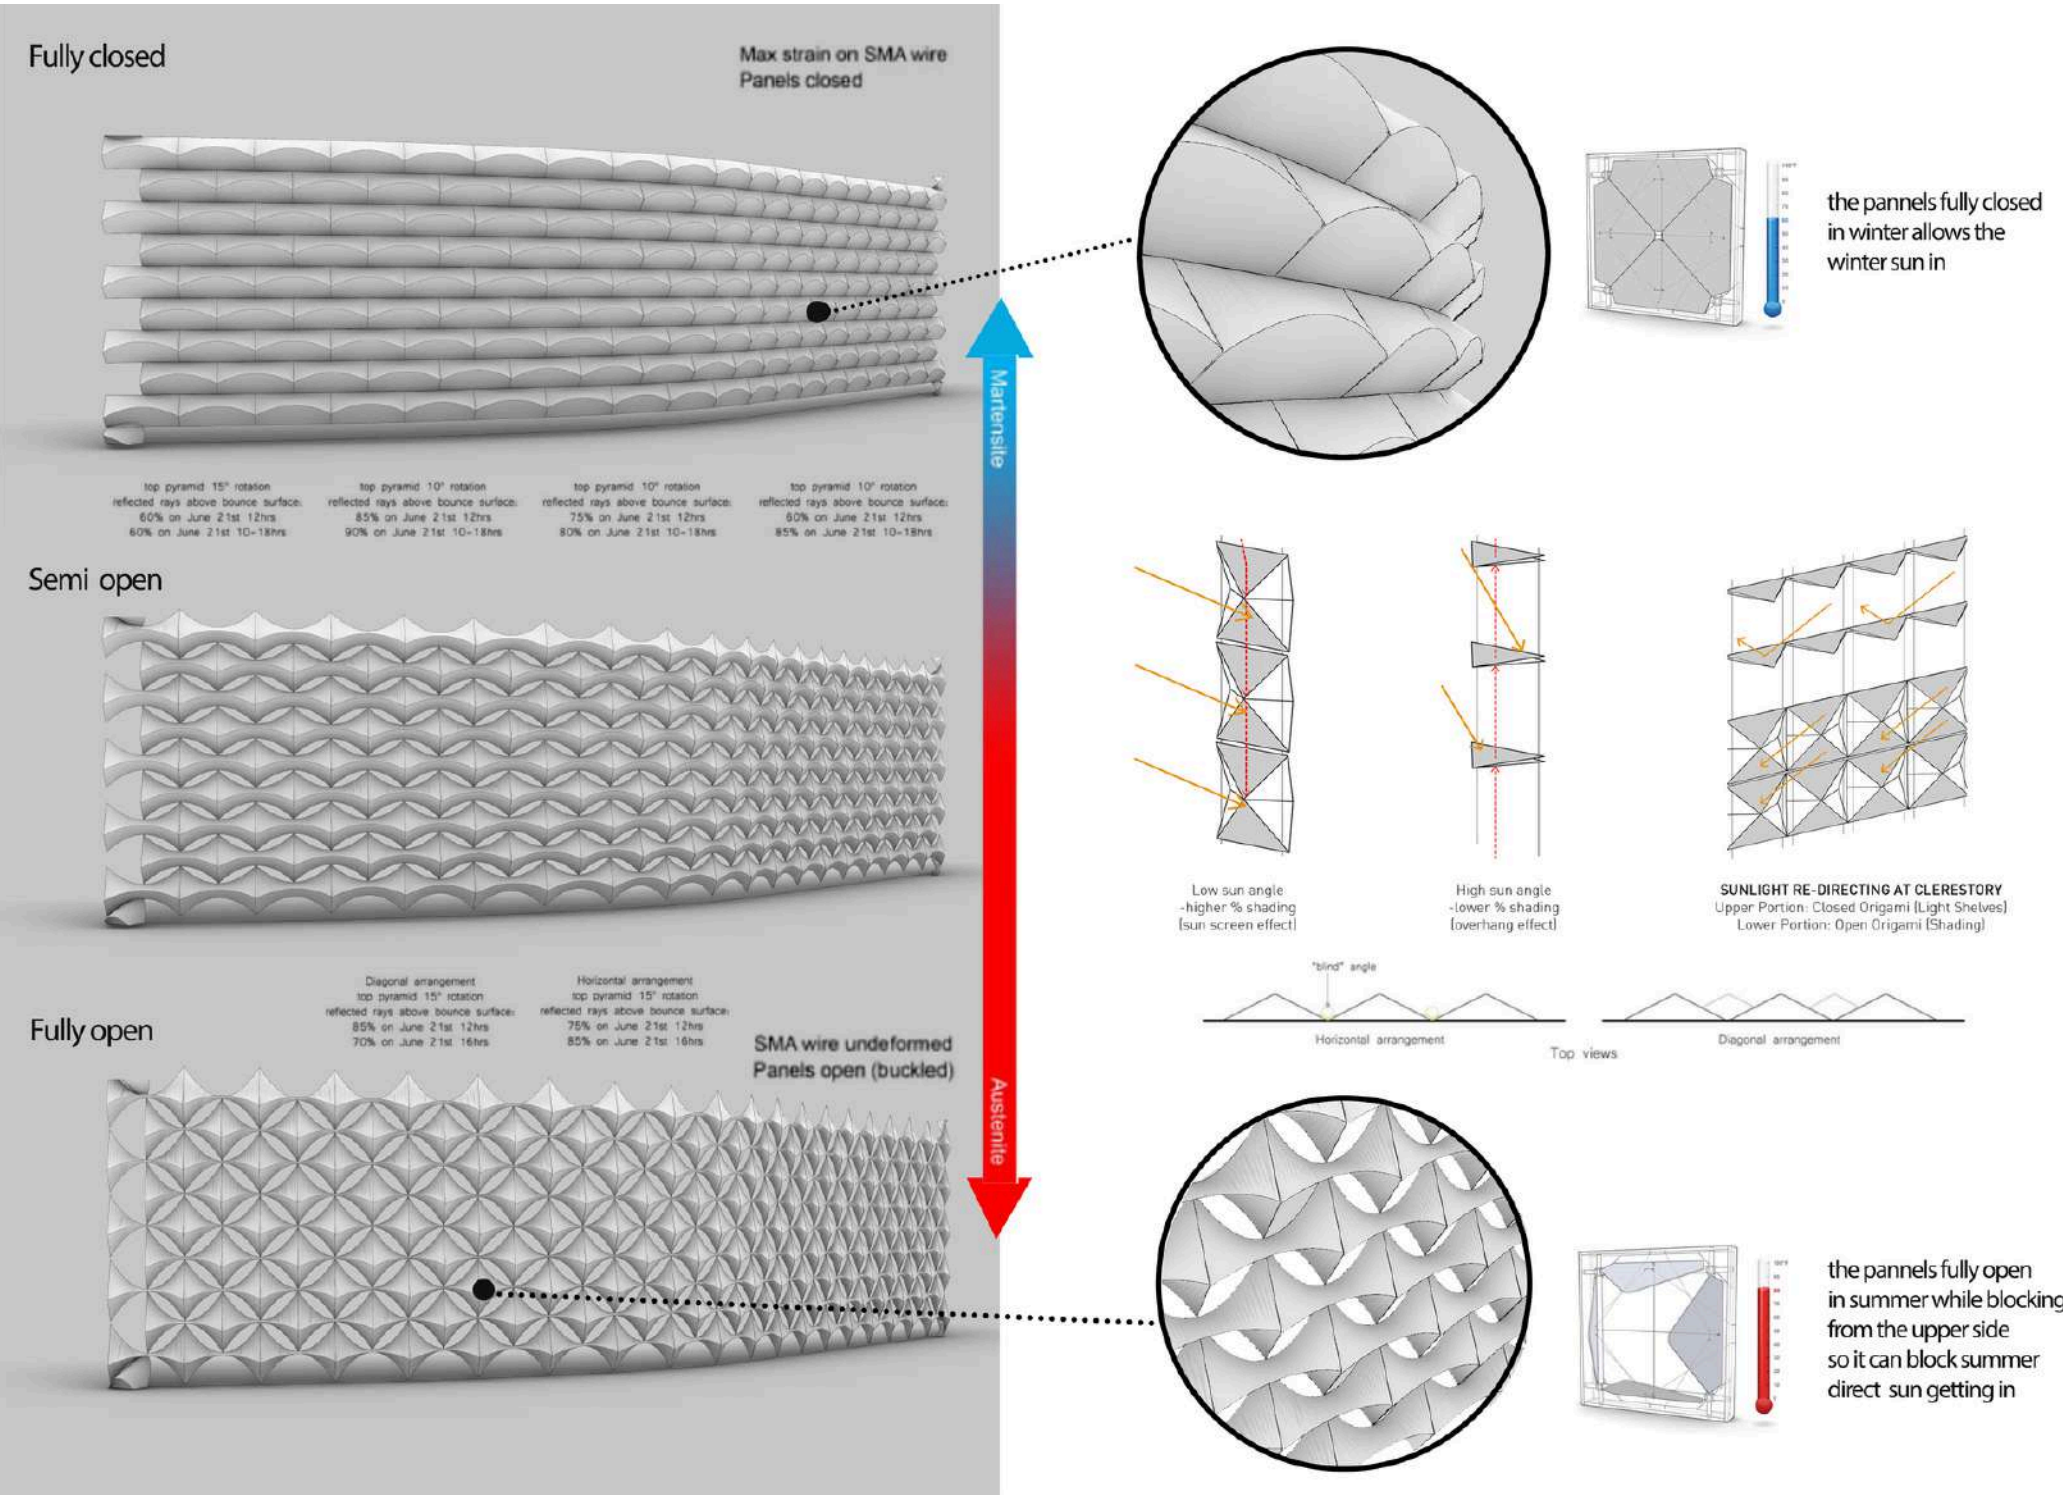 Fully closed
Max strain on SMA wire
Panels closed
the pannels fully closed
in winter allows the
winter sun in
Martensite
top pyramid 15° rotation
reflected rays above bounce surface:
60% on June 21st 12hrs
60% on June 21st 10-18hrs
top pyramid 10° rotation
reflected rays above bounce surface:
85% on June 21st 12hrs
90% on June 21st 10-18hrs
top pyramid 10° rotation
reflected rays above bounce surface:
75% on June 21st 12hrs
80% on June 21st 10-18hrs
top pyramid 10° rotation
reflected rays above bounce surface:
60% on June 21st 12hrs
85% on June 21st 10-18hrs
Semi open
Low sun angle
-higher % shading
(sun screen effect)
High sun angle
-lower % shading
(overhang effect)
SUNLIGHT RE-DIRECTING AT CLERESTORY
Upper Portion: Closed Origami (Light Shelves)
Lower Portion: Open Origami (Shading)
"blind" angle
Horizontal arrangement
Diagonal arrangement
Top views
Diagonal arrangement
top pyramid 15° rotation
reflected rays above bounce surface:
85% on June 21st 12hrs
70% on June 21st 16hrs
Horizontal arrangement
top pyramid 15° rotation
reflected rays above bounce surface:
75% on June 21st 12hrs
85% on June 21st 16hrs
Fully open
SMA wire undeformed
Panels open (buckled)
Austenite
the pannels fully open
in summer while blocking
from the upper side
so it can block summer
direct sun getting in